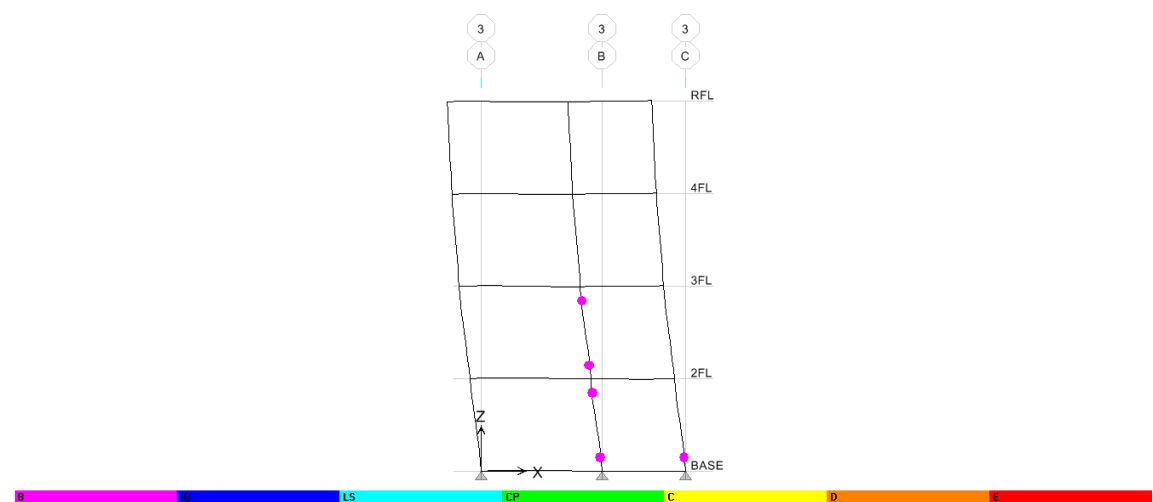 3 3 3
A B C
RFL
4FL
3FL
2FL
Z
X
BASE
B IO LS CP C D E